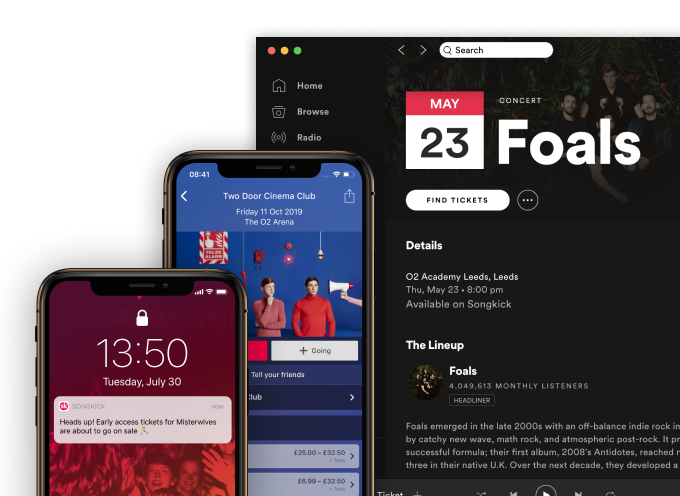 Search
Home
Browse
Radio
MAY
23
CONCERT
Foals
FIND TICKETS
Details
O2 Academy Leeds, Leeds
Thu, May 23 • 8:00 pm
Available on Songkick
The Lineup
Foals
4,049,613 MONTHLY LISTENERS
HEADLINER
Foals emerged in the late 2000s with an off-balance indie rock in
by catchy new wave, math rock, and atmospheric post-rock. It pr
successful formula; their first album, 2008's Antidotes, reached n
three in their native U.K. Over the next decade, they developed a
Ticket
08:41
Two Door Cinema Club
Friday 11 Oct 2019
The O2 Arena
FALSE
ALARM
+ Going
Tell your friends
Club
£25.00 – £32.50
+ fees
£6.99 – £32.50
+ fees
13:50
Tuesday, July 30
SONGKICK
now
Heads up! Early access tickets for Misterwives
are about to go on sale 🏃